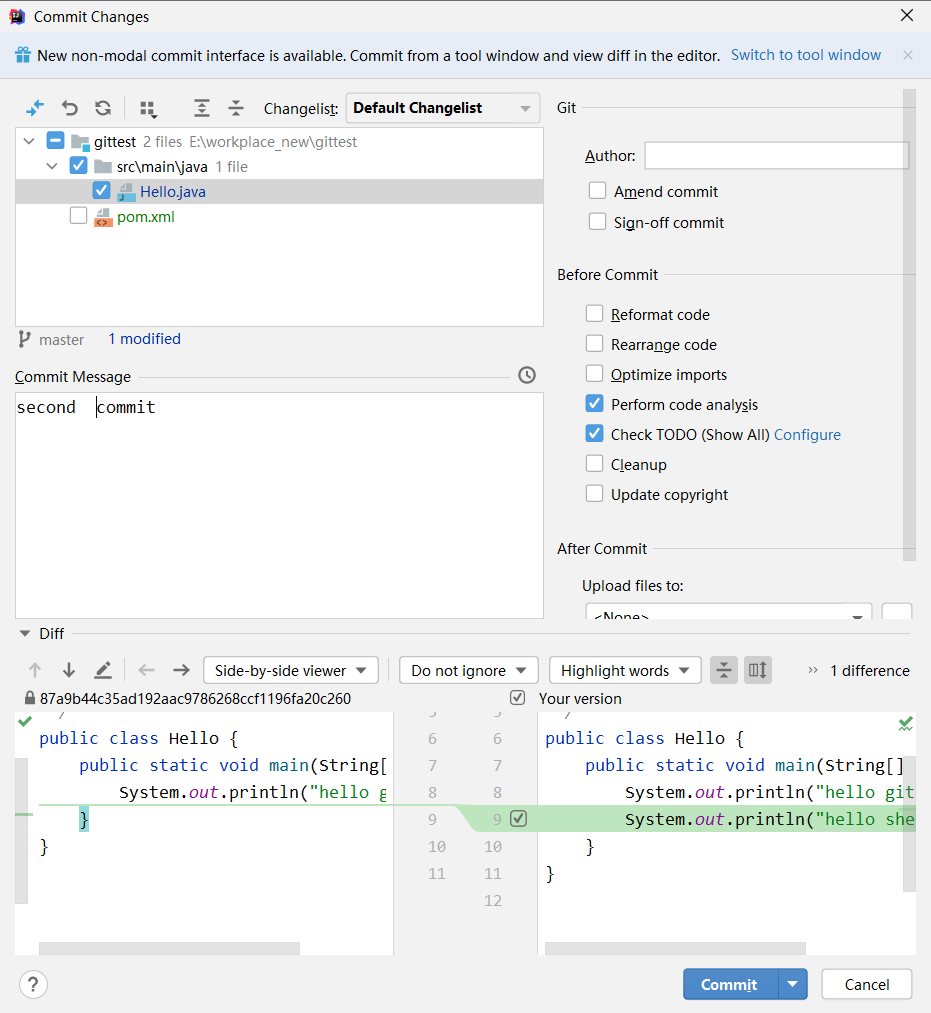 Commit Changes
New non-modal commit interface is available. Commit from a tool window and view diff in the editor. Switch to tool window
Changelist: Default Changelist
gittest 2 files E:\workplace_new\gittest
src\main\java 1 file
Hello.java
pom.xml
master 1 modified
Commit Message
second  commit
Git
Author:
Amend commit
Sign-off commit
Before Commit
Reformat code
Rearrange code
Optimize imports
Perform code analysis
Check TODO (Show All) Configure
Cleanup
Update copyright
After Commit
Upload files to:
<None>
Diff
Side-by-side viewer Do not ignore Highlight words 1 difference
87a9b44c35ad192aac9786268ccf1196fa20c260 Your version
public class Hello { 6 6 public class Hello {
public static void main(String[ 7 7 public static void main(String[]
System.out.println("hello g 8 8 System.out.println("hello git
} 9 9 System.out.println("hello she
} 10 10 }
11 11 }
12
? Commit Cancel